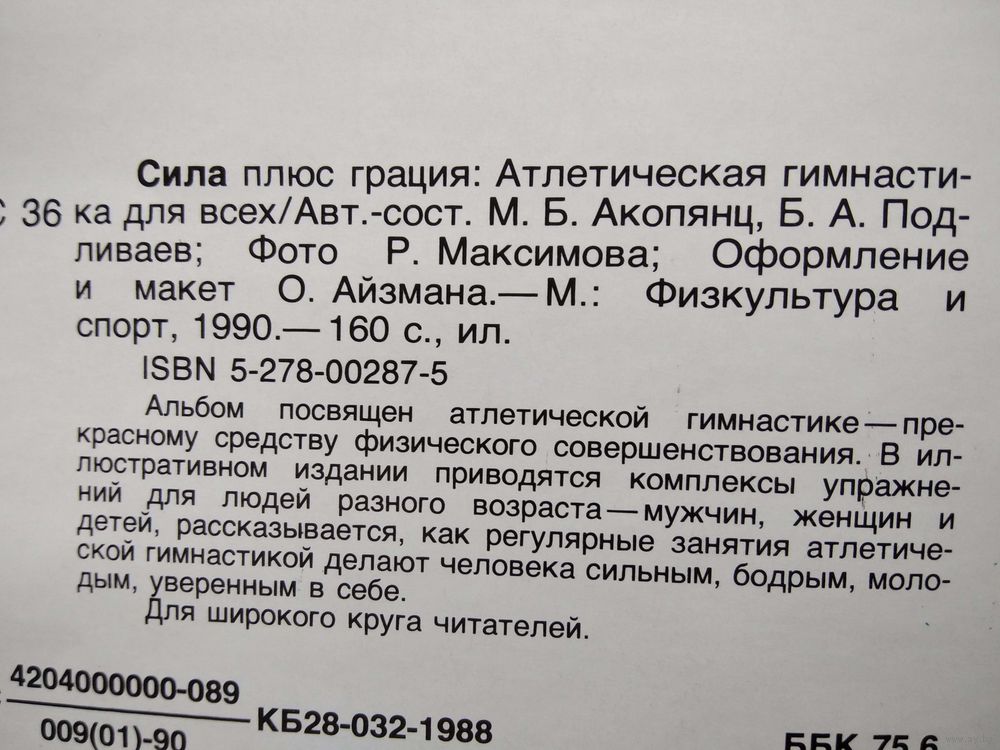 Сила плюс грация: Атлетическая гимнасти-
С 36 ка для всех/Авт.-сост. М. Б. Акопянц, Б. А. Под-
ливаев; Фото Р. Максимова; Оформление
и макет О. Айзмана.— М.: Физкультура и
спорт, 1990.— 160 с., ил.
ISBN 5-278-00287-5
Альбом посвящен атлетической гимнастике — пре-
красному средству физического совершенствования. В ил-
люстративном издании приводятся комплексы упражне-
ний для людей разного возраста — мужчин, женщин и
детей, рассказывается, как регулярные занятия атлетиче-
ской гимнастикой делают человека сильным, бодрым, моло-
дым, уверенным в себе.
Для широкого круга читателей.
4204000000-089
КБ28-032-1988
009(01)-90
ББК 75.6